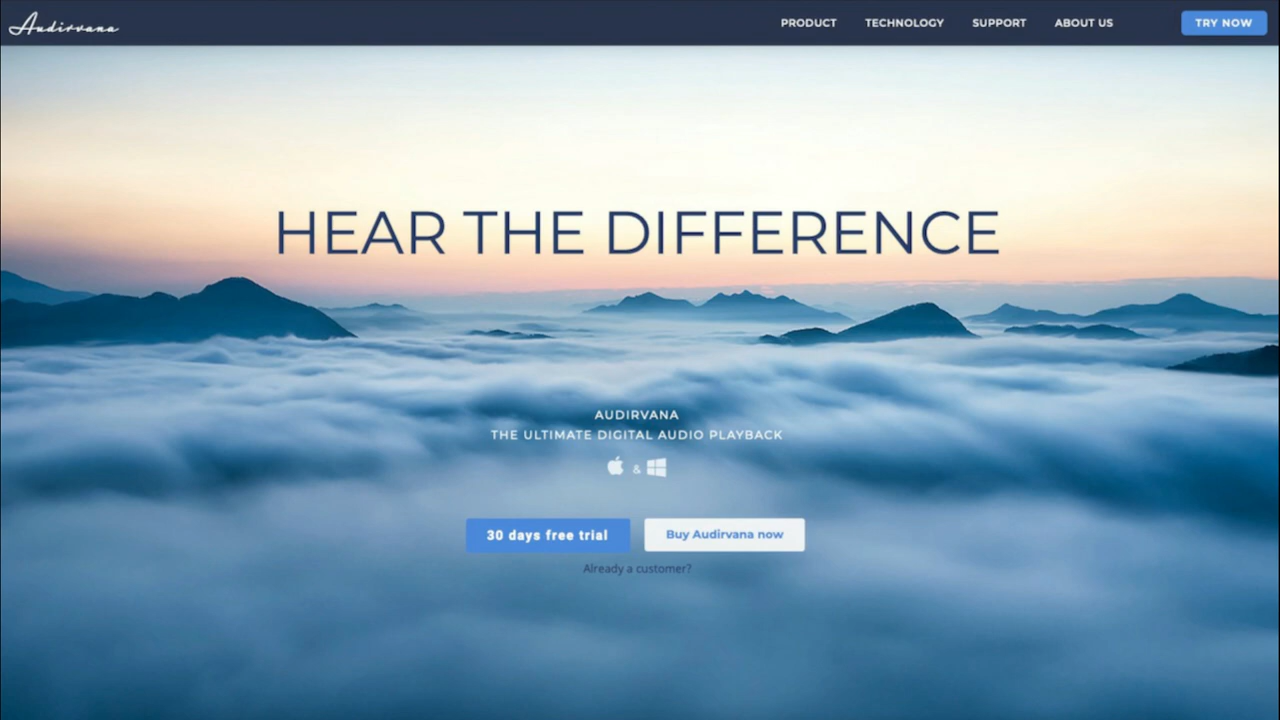 Audirvana
PRODUCT TECHNOLOGY SUPPORT ABOUT US TRY NOW
HEAR THE DIFFERENCE
AUDIRVANA
THE ULTIMATE DIGITAL AUDIO PLAYBACK
&
30 days free trial Buy Audirvana now
Already a customer?